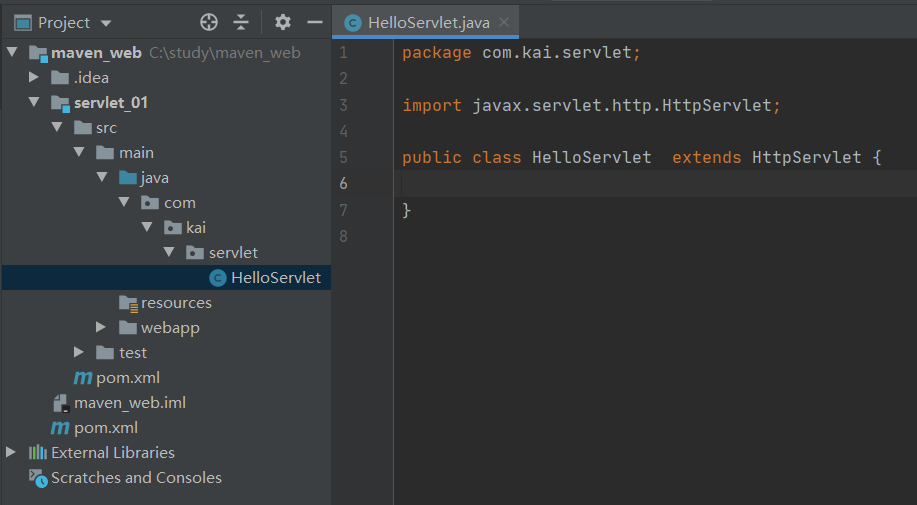 Project
HelloServlet.java
maven_web C:\study\maven_web
.idea
servlet_01
src
main
java
com
kai
servlet
HelloServlet
resources
webapp
test
pom.xml
maven_web.iml
pom.xml
External Libraries
Scratches and Consoles
1 package com.kai.servlet;
2
3 import javax.servlet.http.HttpServlet;
4
5 public class HelloServlet  extends HttpServlet {
6
7 }
8